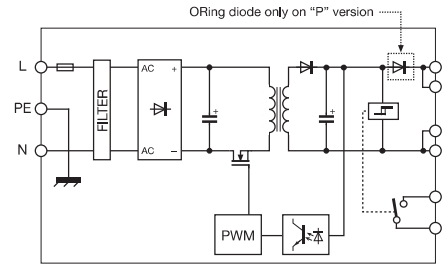 ORing diode only on "P" version
L
AC +
PE
FILTER
N
AC –
PWM